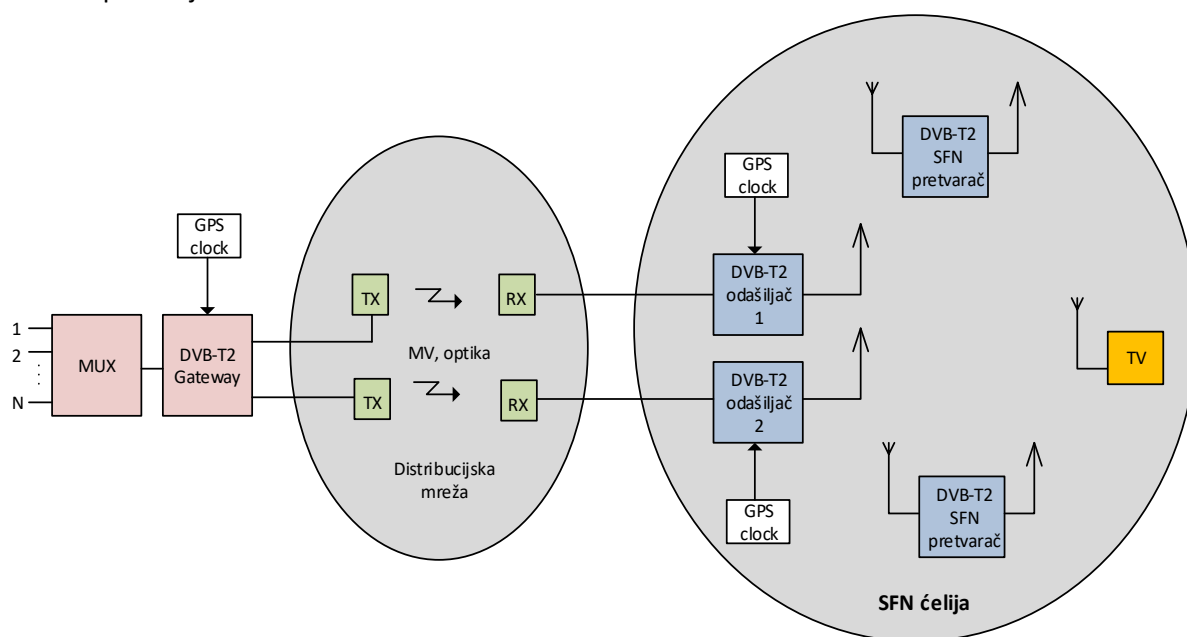 DVB-T2
SFN
pretvarač
GPS
clock
GPS
clock
DVB-T2
odašiljač
1
TX
RX
1
2
N
MUX
DVB-T2
Gateway
MV, optika
DVB-T2
odašiljač
2
TV
TX
RX
Distribucijska
mreža
GPS
clock
DVB-T2
SFN
pretvarač
SFN ćelija